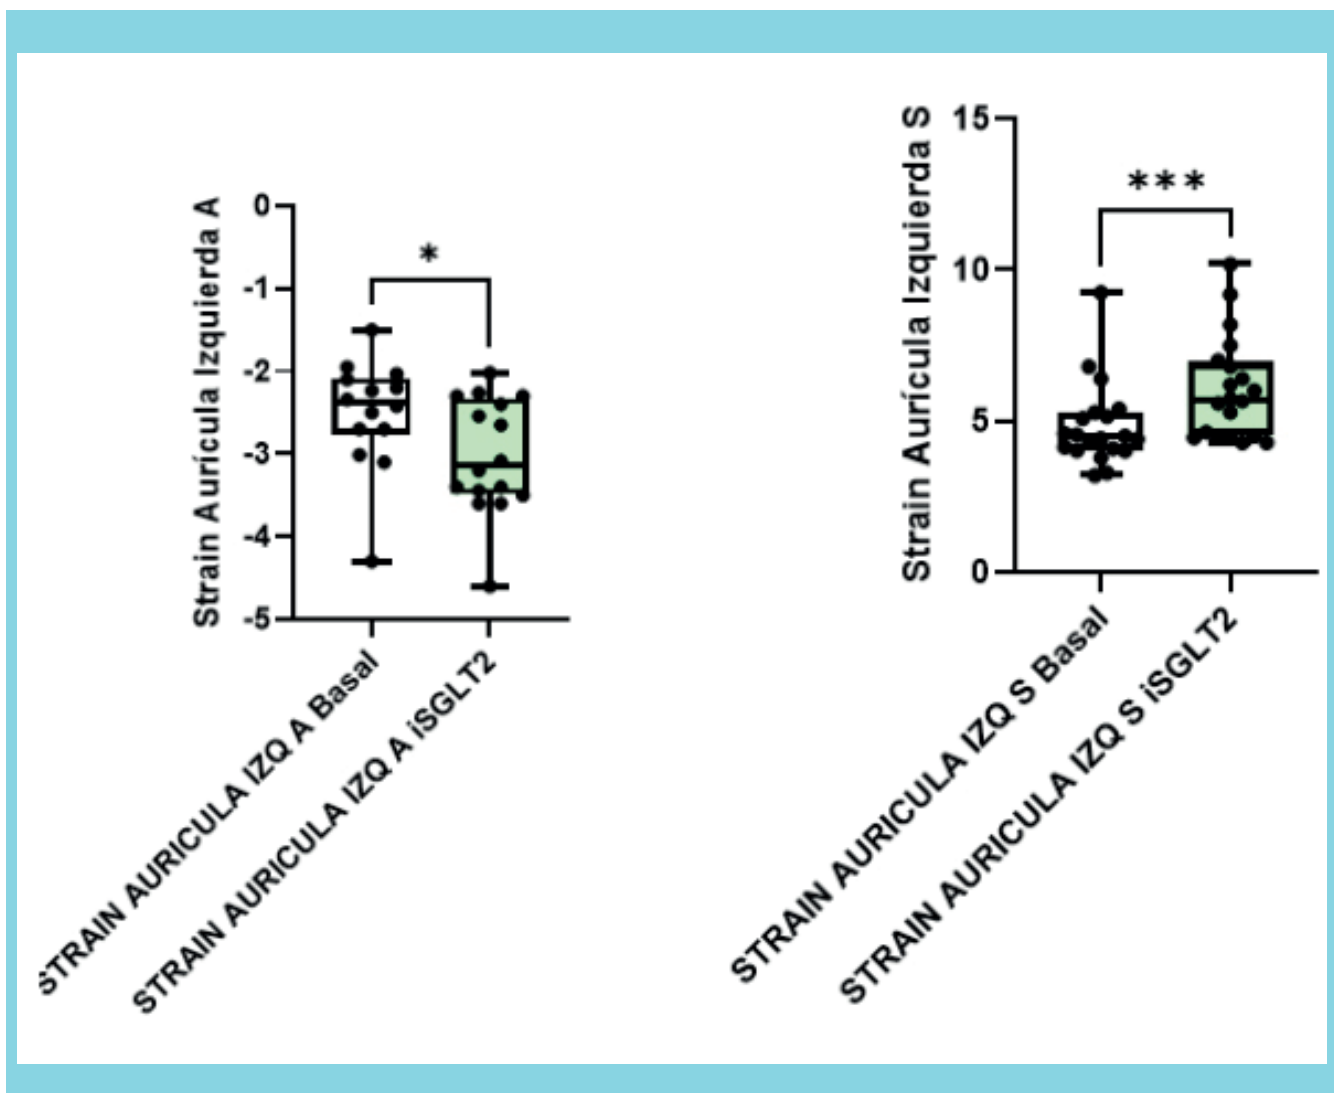 Strain Aurícula Izquierda A
0
-1
-2
-3
-4
-5
*
STRAIN AURICULA IZQ A Basal
STRAIN AURICULA IZQ A iSGLT2
Strain Aurícula Izquierda S
15
10
5
0
***
STRAIN AURICULA IZQ S Basal
STRAIN AURICULA IZQ S iSGLT2